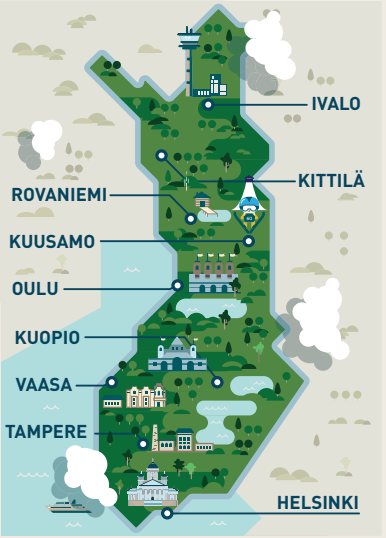 IVALO
KITTILÄ
ROVANIEMI
KUUSAMO
OULU
KUOPIO
VAASA
TAMPERE
HELSINKI